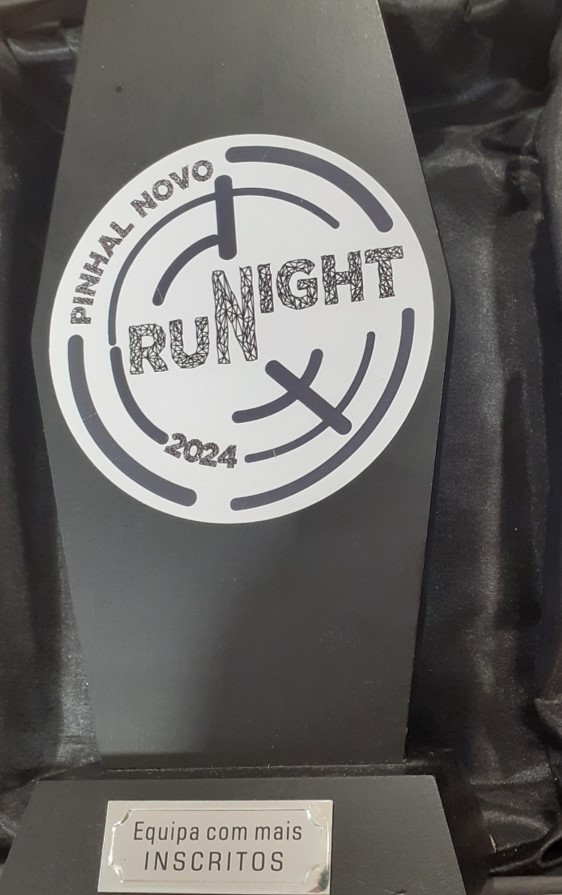 PINHAL NOVO
RUNIGHT
2024
Equipa com mais
INSCRITOS